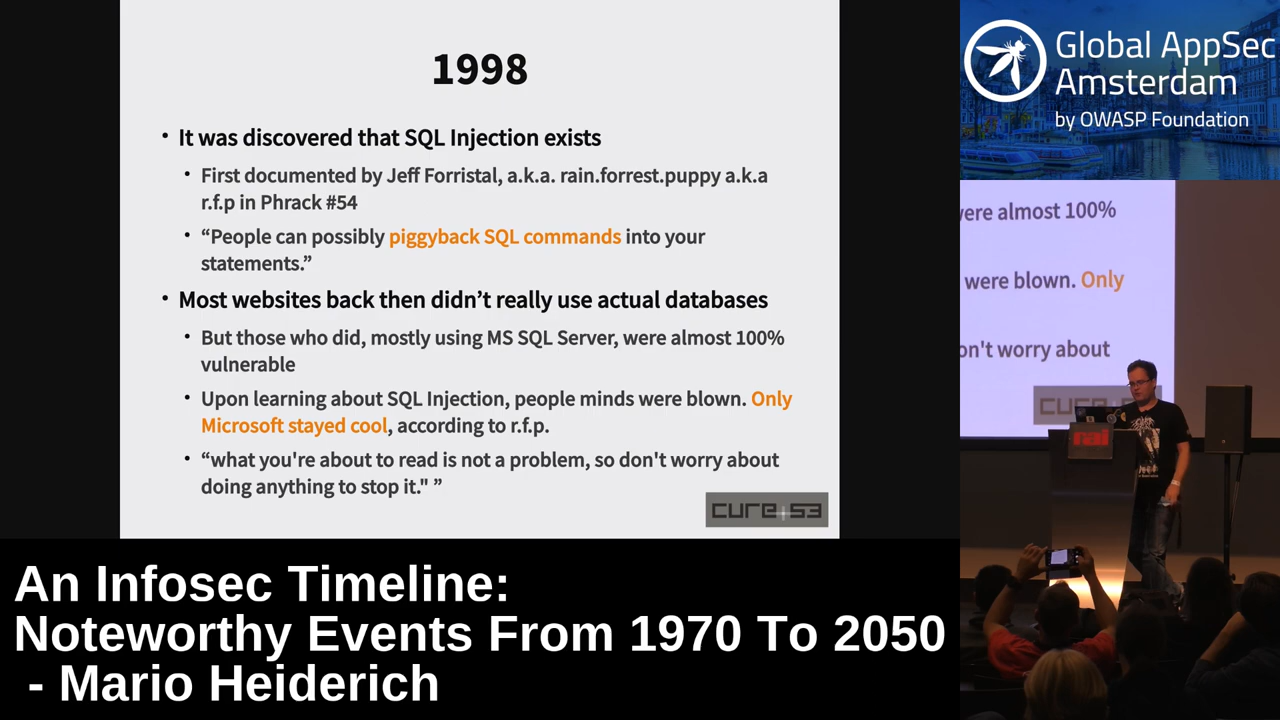 1998
• It was discovered that SQL Injection exists
• First documented by Jeff Forristal, a.k.a. rain.forrest.puppy a.k.a
r.f.p in Phrack #54
• “People can possibly piggyback SQL commands into your
statements.”
• Most websites back then didn’t really use actual databases
• But those who did, mostly using MS SQL Server, were almost 100%
vulnerable
• Upon learning about SQL Injection, people minds were blown. Only
Microsoft stayed cool, according to r.f.p.
• “what you're about to read is not a problem, so don't worry about
doing anything to stop it." ”
cure+53
An Infosec Timeline:
Noteworthy Events From 1970 To 2050
- Mario Heiderich
Global AppSec
Amsterdam
by OWASP Foundation
vere almost 100%
were blown. Only
on't worry about
rai